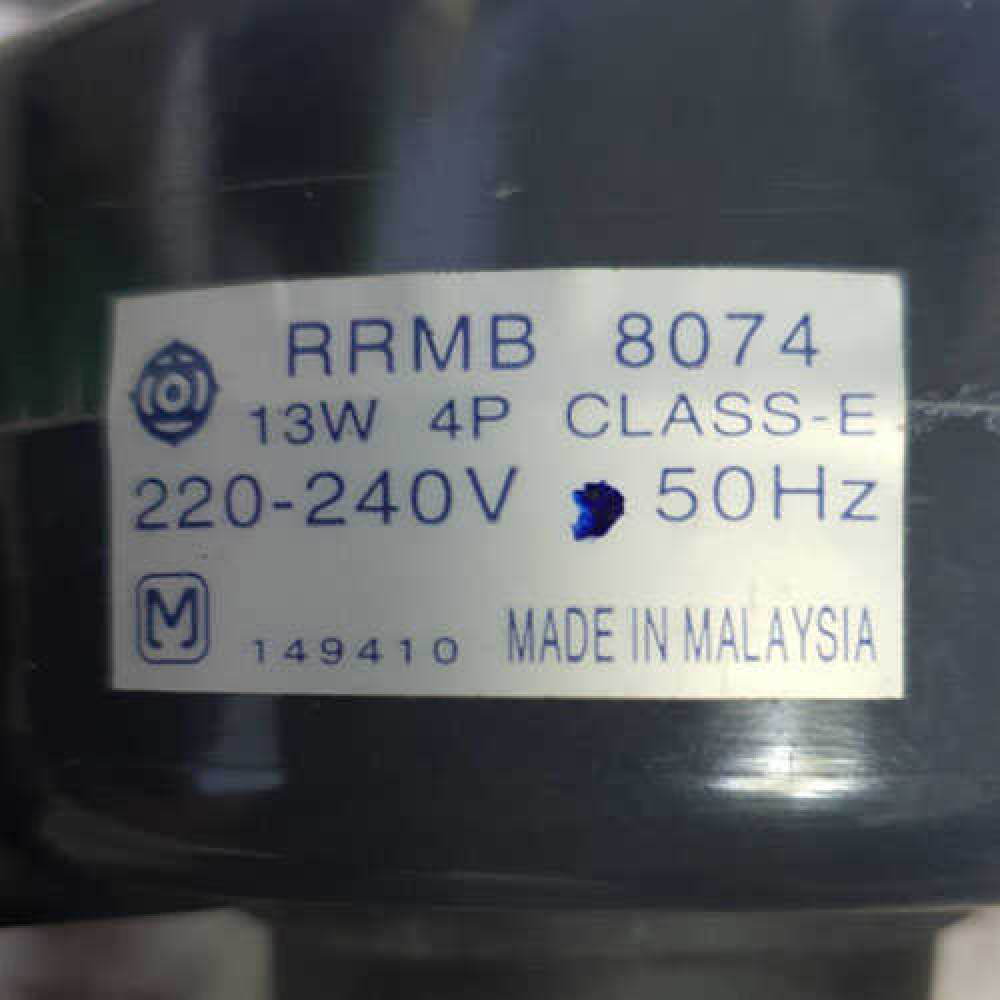 RRMB 8074
13W 4P CLASS-E
220-240V 50Hz
M
149410 MADE IN MALAYSIA